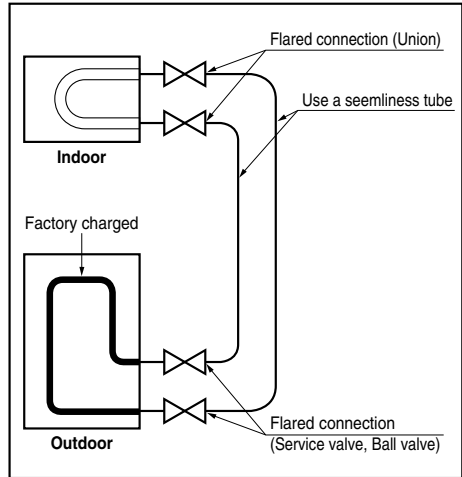 Flared connection (Union)
Use a seemliness tube
Indoor
Factory charged
Outdoor
Flared connection
(Service valve, Ball valve)